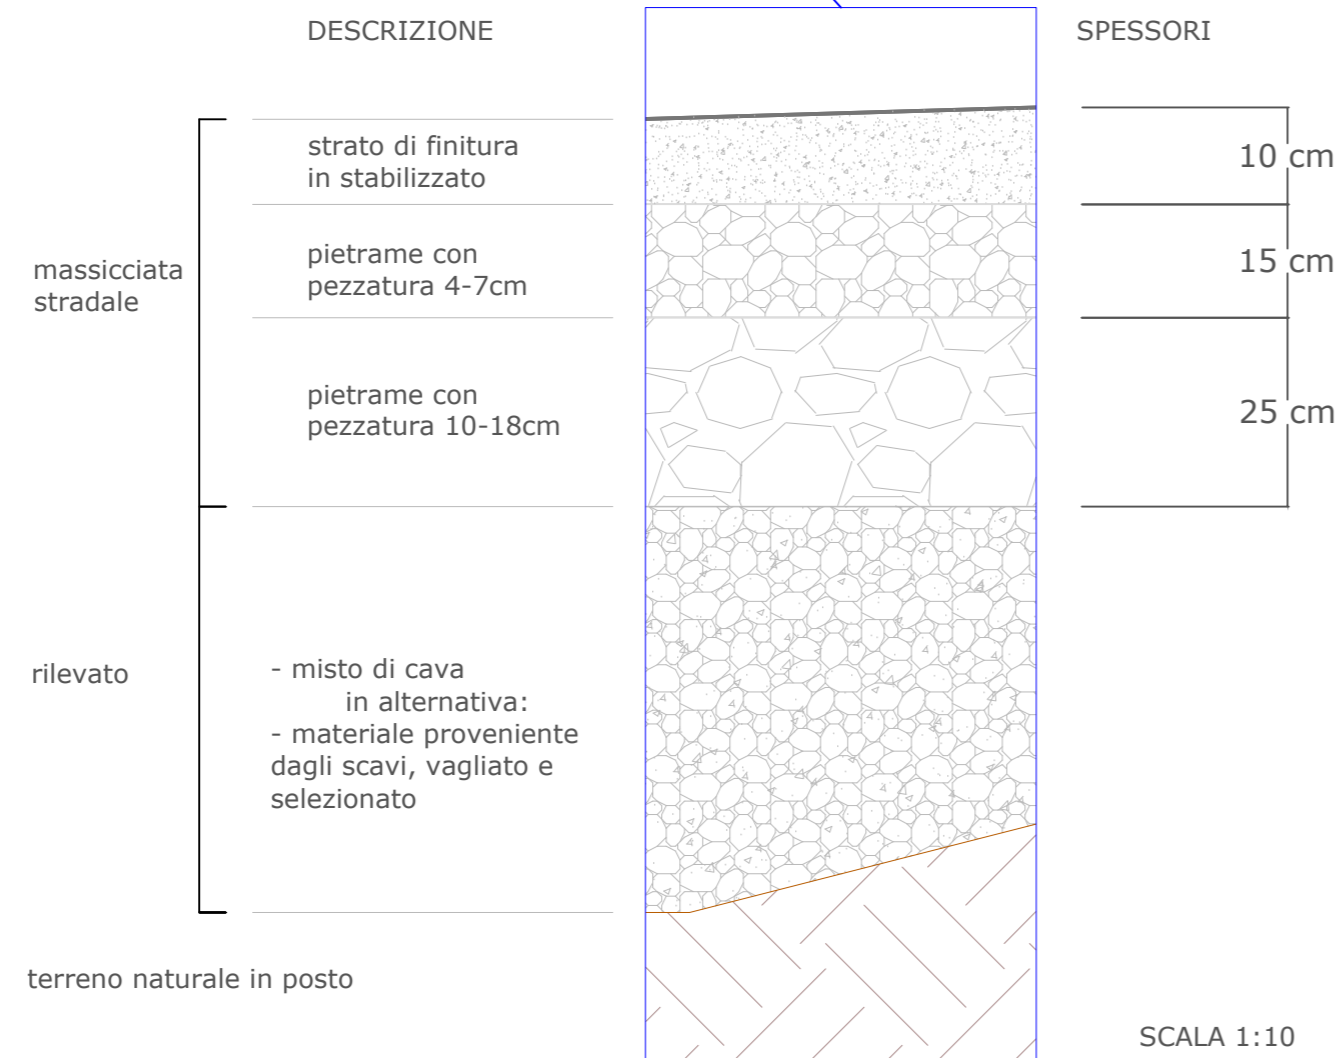 DESCRIZIONE
SPESSORI
strato di finitura
in stabilizzato
10 cm
massicciata
stradale
pietrame con
pezzatura 4-7cm
15 cm
pietrame con
pezzatura 10-18cm
25 cm
rilevato
- misto di cava
in alternativa:
- materiale proveniente
dagli scavi, vagliato e
selezionato
terreno naturale in posto
SCALA 1:10